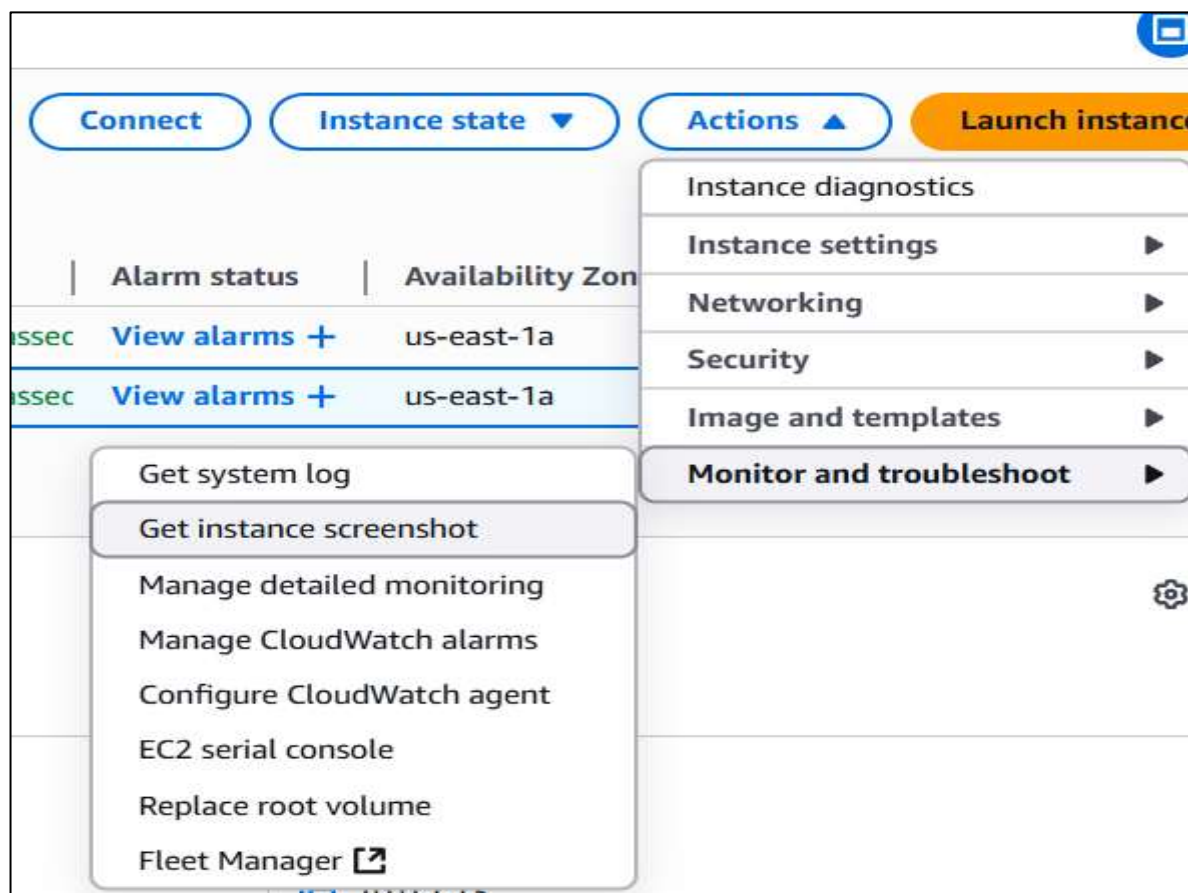 Connect Instance state Actions Launch instance
Instance diagnostics
Instance settings
Alarm status Availability Zon
Networking
View alarms + us-east-1a
Security
View alarms + us-east-1a
Image and templates
Monitor and troubleshoot
Get system log
Get instance screenshot
Manage detailed monitoring
Manage CloudWatch alarms
Configure CloudWatch agent
EC2 serial console
Replace root volume
Fleet Manager